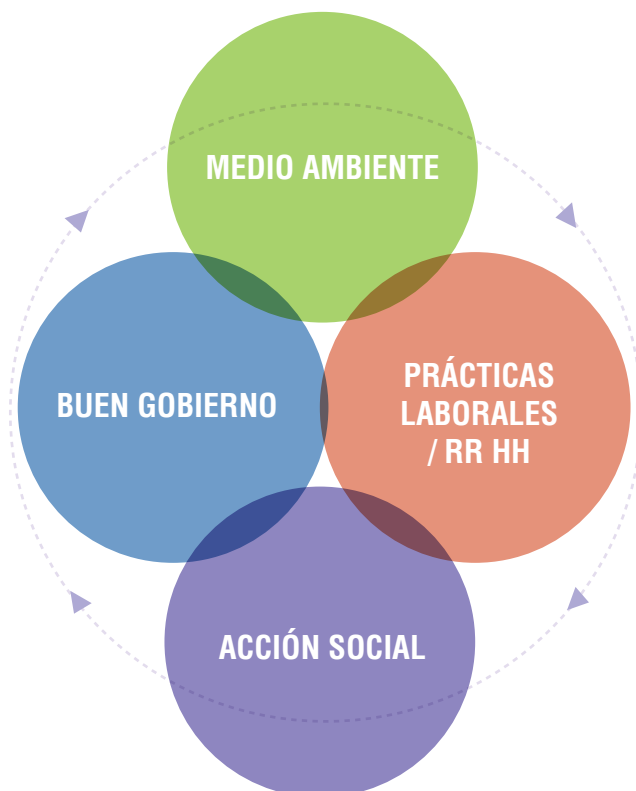 MEDIO AMBIENTE
BUEN GOBIERNO
PRÁCTICAS
LABORALES
/ RR HH
ACCIÓN SOCIAL